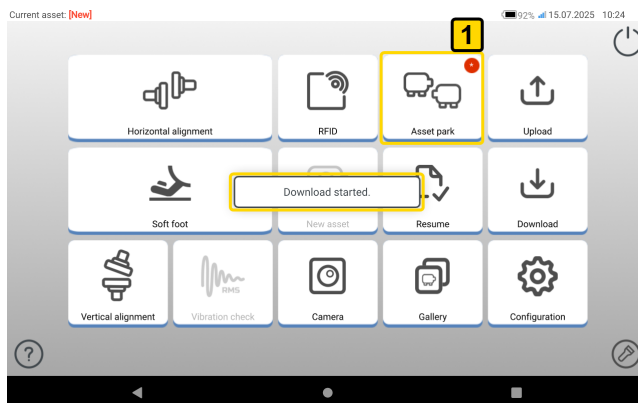 Current asset: [New]
92% 15.07.2025 10:24
1
Horizontal alignment
RFID
Asset park
Upload
Download started.
Soft foot
New asset
Resume
Download
RMS
Vertical alignment
Vibration check
Camera
Gallery
Configuration
?